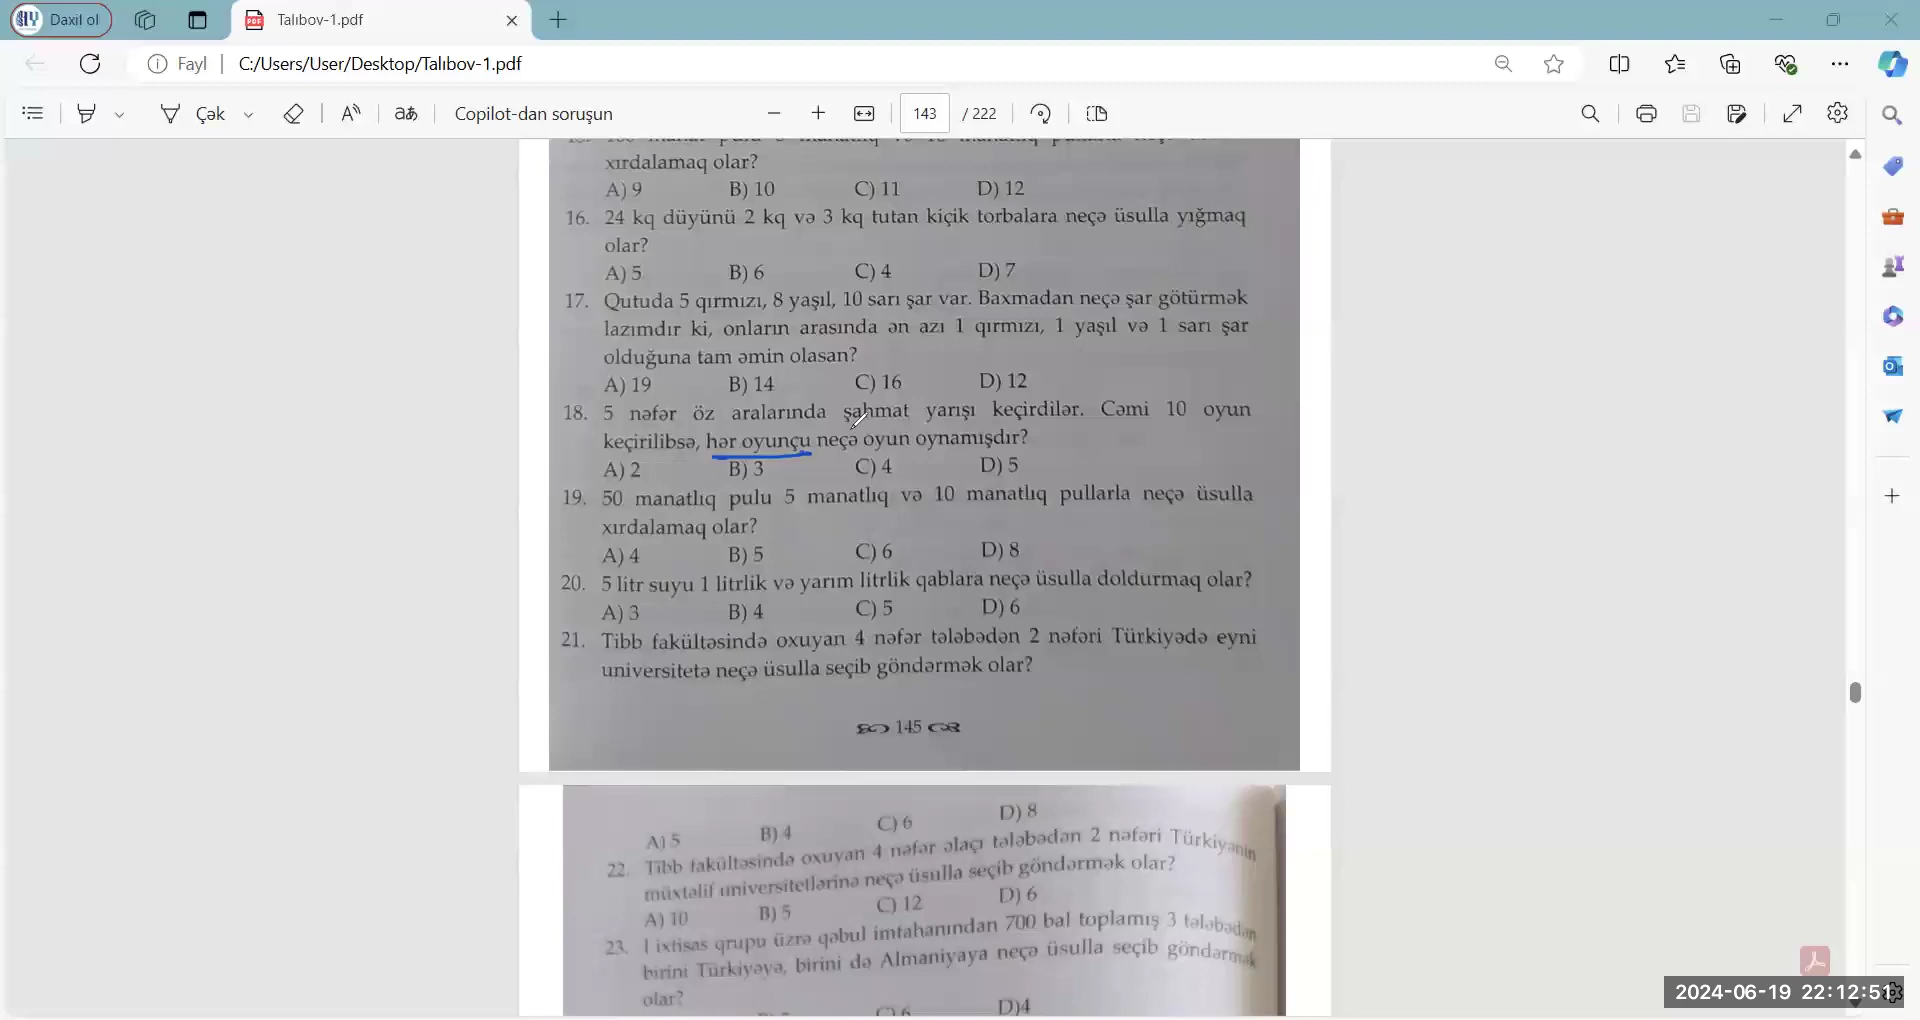 Daxil ol
Talıbov-1.pdf
Fayl
C:/Users/User/Desktop/Talıbov-1.pdf
Çək
Copilot-dan soruşun
143 / 222
xırdalamaq olar?
A) 9 B) 10 C) 11 D) 12
16. 24 kq düyünü 2 kq və 3 kq tutan kiçik torbalara neçə üsulla yığmaq
olar?
A) 5 B) 6 C) 4 D) 7
17. Qutuda 5 qırmızı, 8 yaşıl, 10 sarı şar var. Baxmadan neçə şar götürmək
lazımdır ki, onların arasında ən azı 1 qırmızı, 1 yaşıl və 1 sarı şar
olduğuna tam əmin olasan?
A) 19 B) 14 C) 16 D) 12
18. 5 nəfər öz aralarında şahmat yarışı keçirdilər. Cəmi 10 oyun
keçirilibsə, hər oyunçu neçə oyun oynamışdır?
A) 2 B) 3 C) 4 D) 5
19. 50 manatlıq pulu 5 manatlıq və 10 manatlıq pullarla neçə üsulla
xırdalamaq olar?
A) 4 B) 5 C) 6 D) 8
20. 5 litr suyu 1 litrlik və yarım litrlik qablara neçə üsulla doldurmaq olar?
A) 3 B) 4 C) 5 D) 6
21. Tibb fakültəsində oxuyan 4 nəfər tələbədən 2 nəfəri Türkiyədə eyni
universitetə neçə üsulla seçib göndərmək olar?
145
A) 5 B) 4 C) 6 D) 8
22. Tibb fakültəsində oxuyan 4 nəfər əlaçı tələbədən 2 nəfəri Türkiyənin
müxtəlif universitetlərinə neçə üsulla seçib göndərmək olar?
A) 10 B) 5 C) 12 D) 6
23. I ixtisas qrupu üzrə qəbul imtahanından 700 bal toplamış 3 tələbədən
birini Türkiyəyə, birini də Almaniyaya neçə üsulla seçib göndərmək
olar?
D)4
2024-06-19 22:12:51